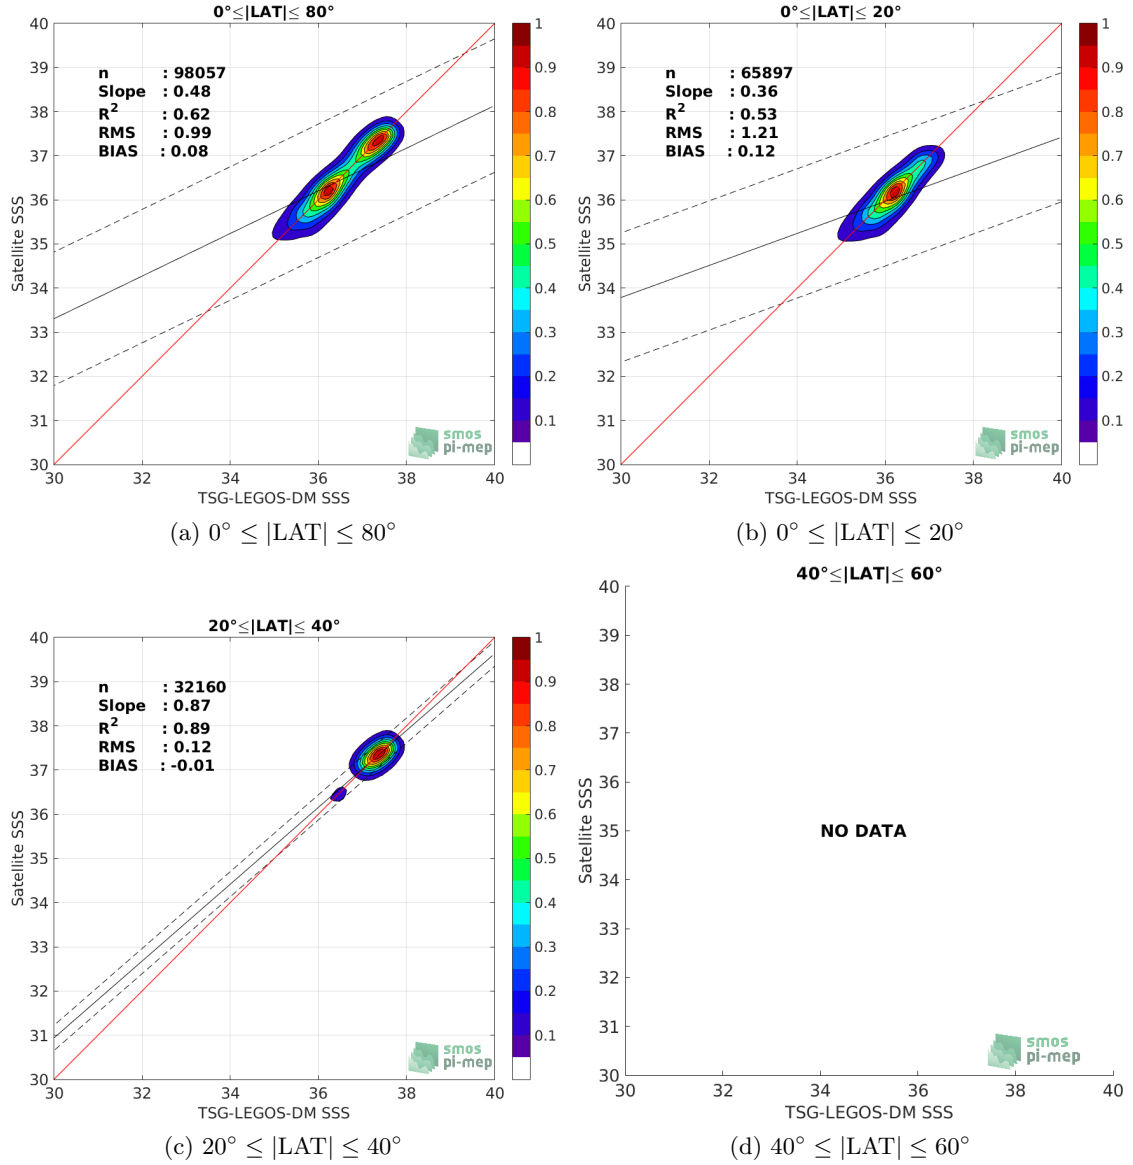 0°≤|LAT|≤ 80°
n : 98057
Slope : 0.48
R² : 0.62
RMS : 0.99
BIAS : 0.08
40
39
38
37
36
35
34
33
32
31
30
Satellite SSS
30 32 34 36 38 40
TSG-LEGOS-DM SSS
1
0.9
0.8
0.7
0.6
0.5
0.4
0.3
0.2
0.1
smos
pi-mep
(a) 0° ≤ |LAT| ≤ 80°
0°≤|LAT|≤ 20°
n : 65897
Slope : 0.36
R² : 0.53
RMS : 1.21
BIAS : 0.12
40
39
38
37
36
35
34
33
32
31
30
Satellite SSS
30 32 34 36 38 40
TSG-LEGOS-DM SSS
1
0.9
0.8
0.7
0.6
0.5
0.4
0.3
0.2
0.1
smos
pi-mep
(b) 0° ≤ |LAT| ≤ 20°
20°≤|LAT|≤ 40°
n : 32160
Slope : 0.87
R² : 0.89
RMS : 0.12
BIAS : -0.01
40
39
38
37
36
35
34
33
32
31
30
Satellite SSS
30 32 34 36 38 40
TSG-LEGOS-DM SSS
1
0.9
0.8
0.7
0.6
0.5
0.4
0.3
0.2
0.1
smos
pi-mep
(c) 20° ≤ |LAT| ≤ 40°
40°≤|LAT|≤ 60°
40
39
38
37
36
35
34
33
32
31
30
Satellite SSS
NO DATA
30 32 34 36 38 40
TSG-LEGOS-DM SSS
smos
pi-mep
(d) 40° ≤ |LAT| ≤ 60°